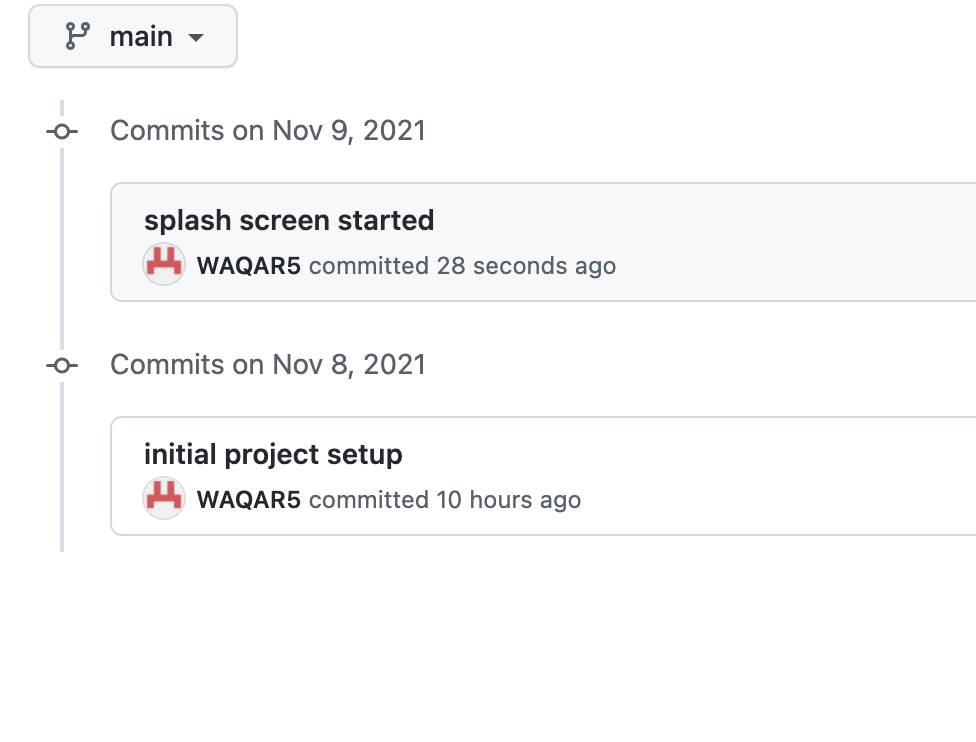 main
Commits on Nov 9, 2021
splash screen started
WAQAR5 committed 28 seconds ago
Commits on Nov 8, 2021
initial project setup
WAQAR5 committed 10 hours ago